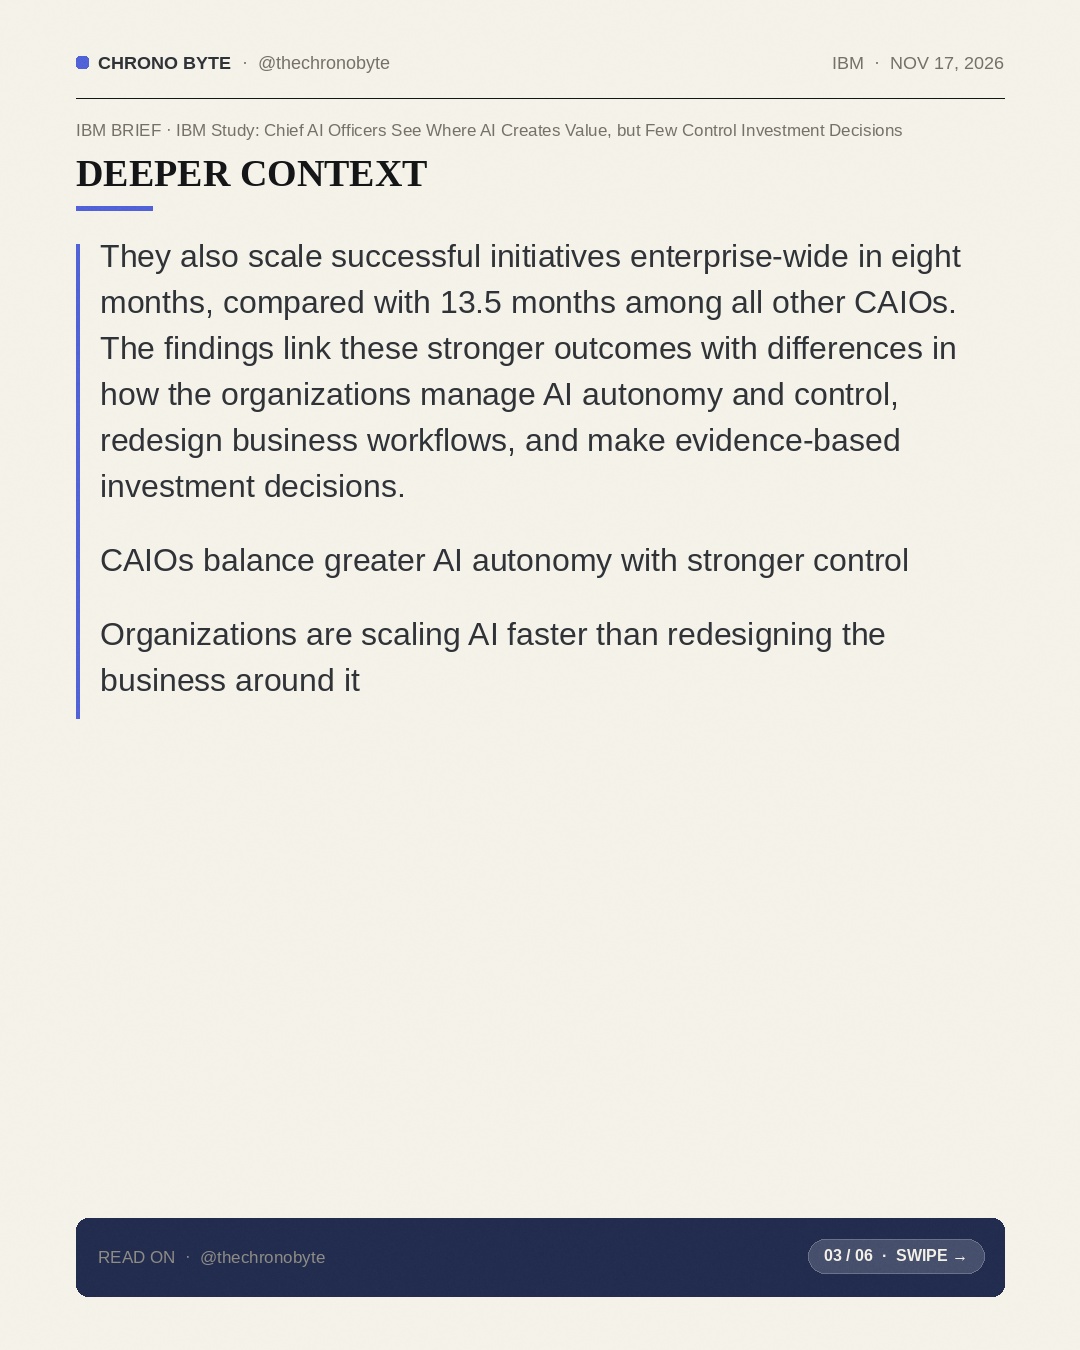 CHRONO BYTE · @thechronobyte
IBM · NOV 17, 2026
IBM BRIEF · IBM Study: Chief AI Officers See Where AI Creates Value, but Few Control Investment Decisions
DEEPER CONTEXT
They also scale successful initiatives enterprise-wide in eight
months, compared with 13.5 months among all other CAIOs.
The findings link these stronger outcomes with differences in
how the organizations manage AI autonomy and control,
redesign business workflows, and make evidence-based
investment decisions.
CAIOs balance greater AI autonomy with stronger control
Organizations are scaling AI faster than redesigning the
business around it
READ ON · @thechronobyte
03 / 06 · SWIPE →